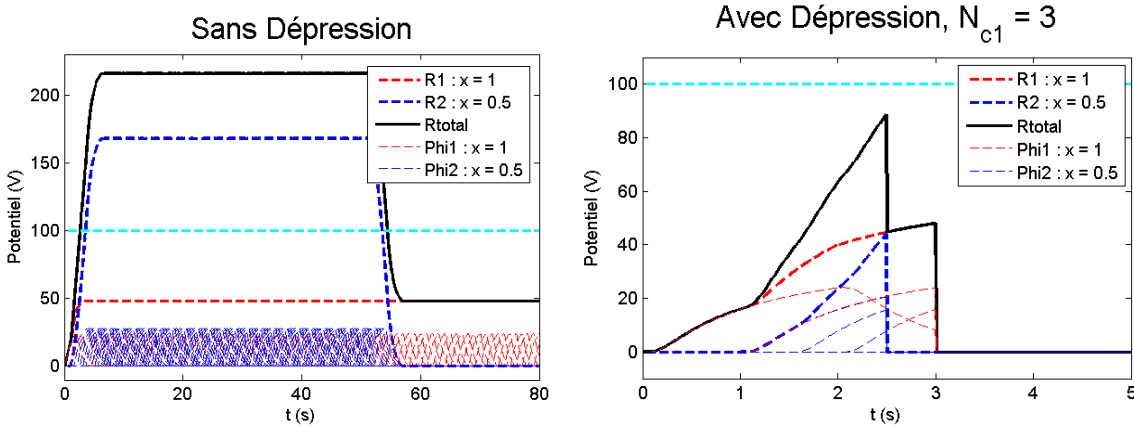 Sans Dépression
Potentiel (V)
200
150
100
50
0
0
20
40
60
80
t (s)
R1 : x = 1
R2 : x = 0.5
Rtotal
Phi1 : x = 1
Phi2 : x = 0.5
Avec Dépression, N_c1 = 3
Potentiel (V)
100
80
60
40
20
0
0
1
2
3
4
5
t (s)
R1 : x = 1
R2 : x = 0.5
Rtotal
Phi1 : x = 1
Phi2 : x = 0.5